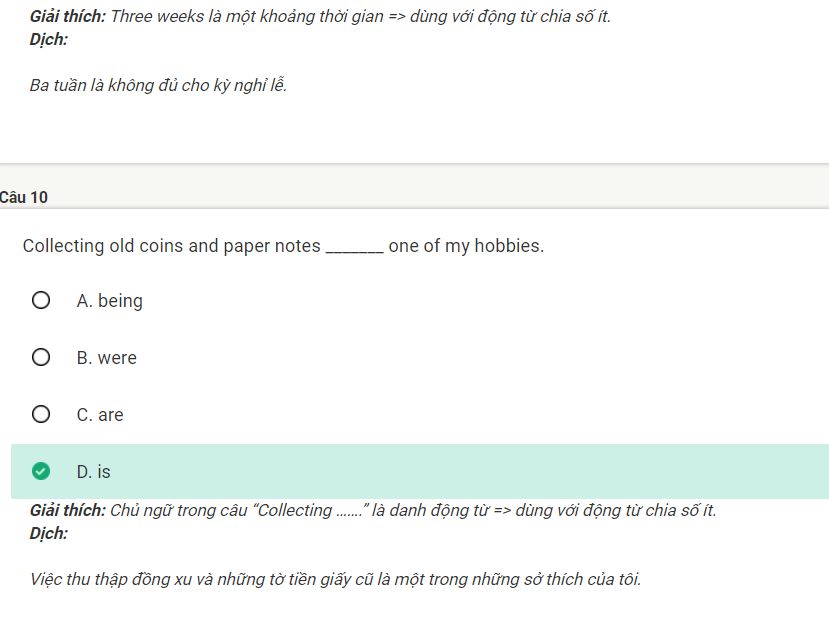 Giải thích: Three weeks là một khoảng thời gian => dùng với động từ chia số ít.
Dịch:
Ba tuần là không đủ cho kỳ nghỉ lễ.
Câu 10
Collecting old coins and paper notes _______ one of my hobbies.
A. being
B. were
C. are
D. is
Giải thích: Chủ ngữ trong câu “Collecting .......” là danh động từ => dùng với động từ chia số ít.
Dịch:
Việc thu thập đồng xu và những tờ tiền giấy cũ là một trong những sở thích của tôi.